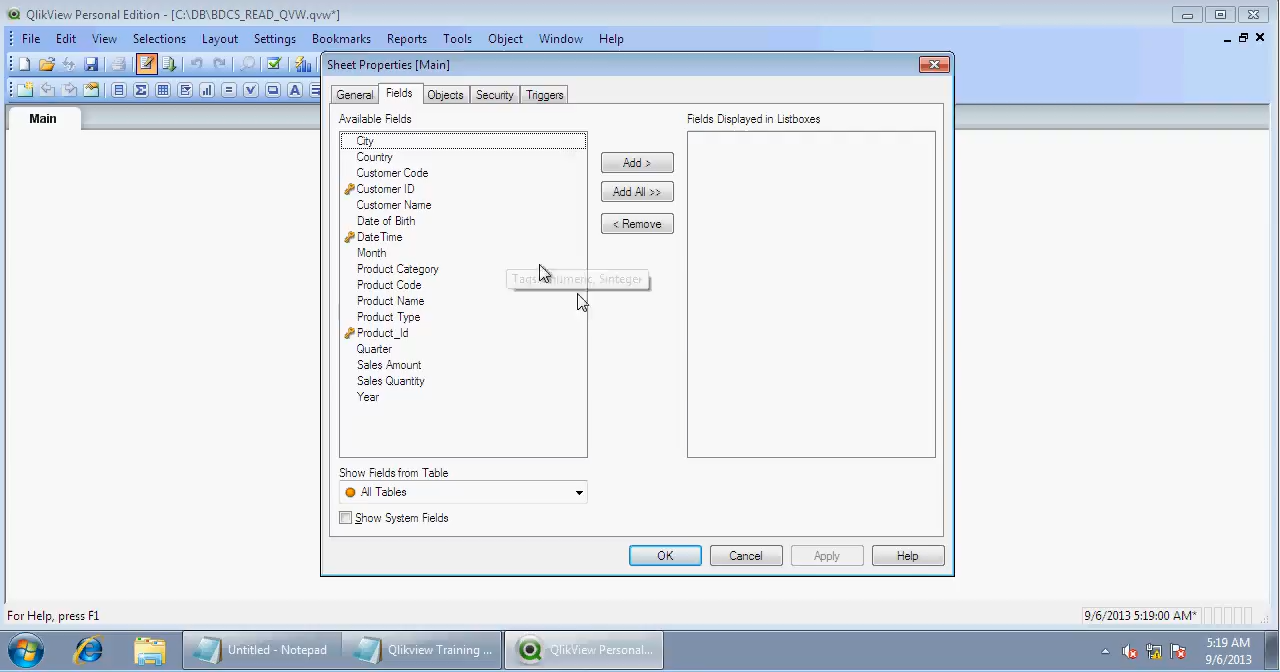 QlikView Personal Edition - [C:\DB\BDCS_READ_QVW.qvw*]
File Edit View Selections Layout Settings Bookmarks Reports Tools Object Window Help
Sheet Properties [Main]
Main
General Fields Objects Security Triggers
Available Fields
Fields Displayed in Listboxes
City
Country
Customer Code
Customer ID
Customer Name
Date of Birth
DateTime
Month
Product Category
Product Code
Product Name
Product Type
Product_Id
Quarter
Sales Amount
Sales Quantity
Year
Add >
Add All >>
< Remove
Show Fields from Table
All Tables
Show System Fields
OK Cancel Apply Help
For Help, press F1
9/6/2013 5:19:00 AM*
Untitled - Notepad
Qlikview Training ...
QlikView Personal...
5:19 AM
9/6/2013